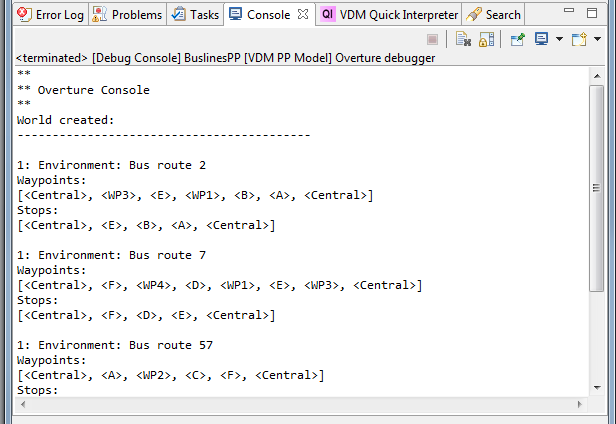 Error Log Problems Tasks Console QI VDM Quick Interpreter Search
<terminated> [Debug Console] BuslinesPP [VDM PP Model] Overture debugger
**
** Overture Console
**
World created:
------------------------------------------
1: Environment: Bus route 2
Waypoints:
[<Central>, <WP3>, <E>, <WP1>, <B>, <A>, <Central>]
Stops:
[<Central>, <E>, <B>, <A>, <Central>]
1: Environment: Bus route 7
Waypoints:
[<Central>, <F>, <WP4>, <D>, <WP1>, <E>, <WP3>, <Central>]
Stops:
[<Central>, <F>, <D>, <E>, <Central>]
1: Environment: Bus route 57
Waypoints:
[<Central>, <A>, <WP2>, <C>, <F>, <Central>]
Stops: